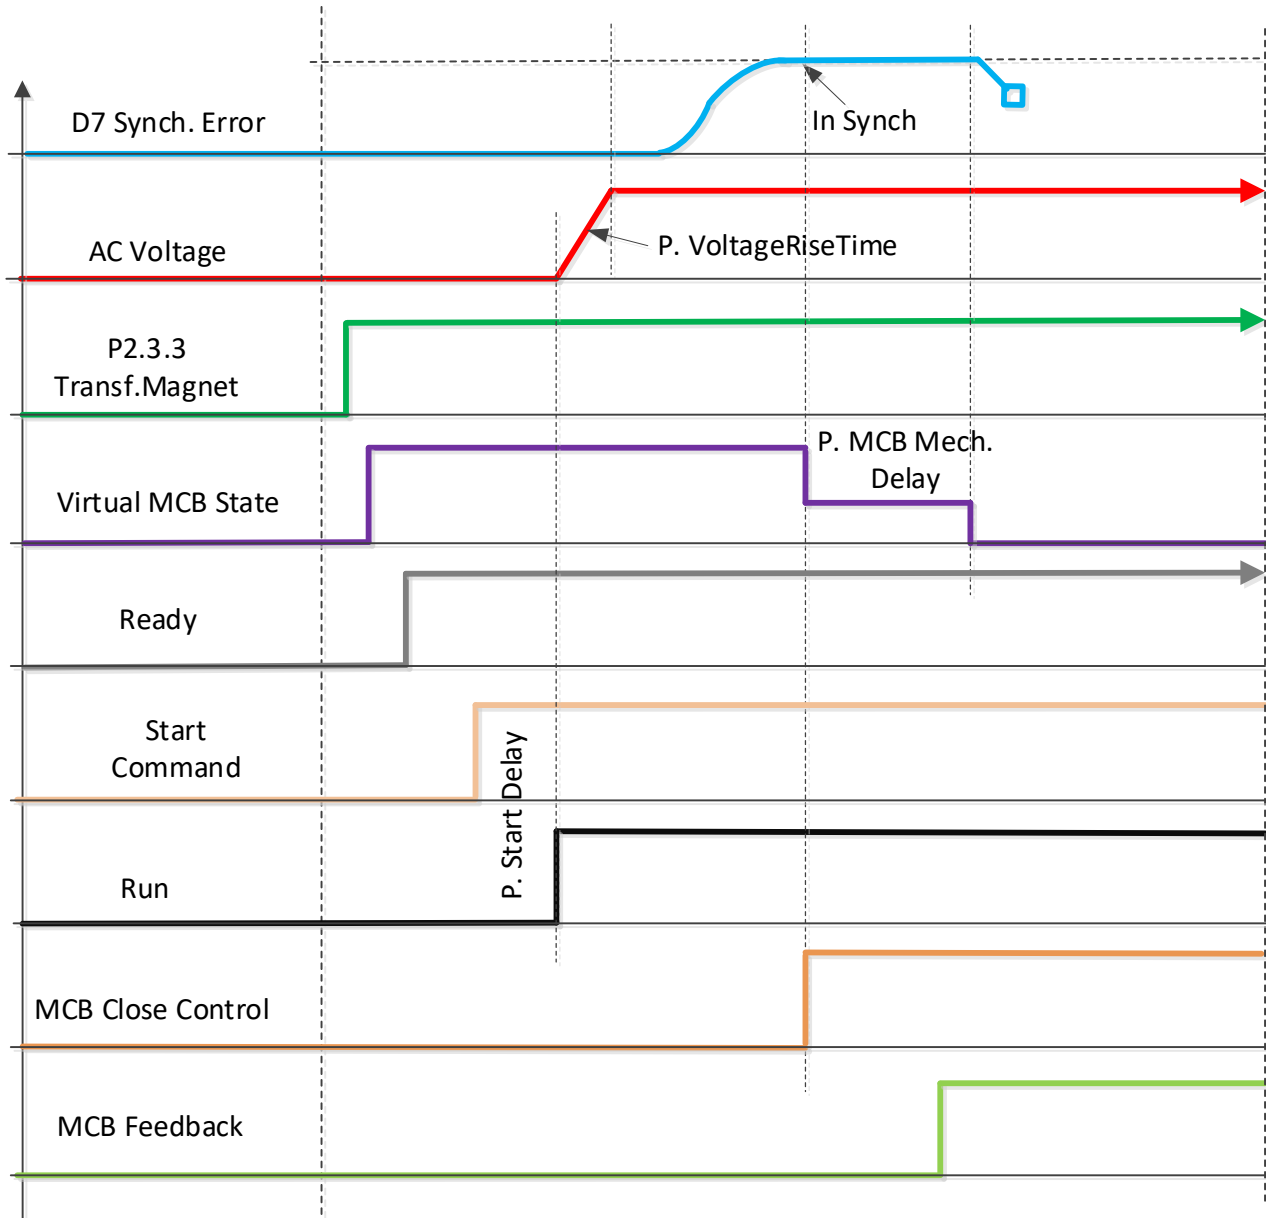 D7 Synch. Error
In Synch
AC Voltage
P. VoltageRiseTime
P2.3.3
Transf.Magnet
P. MCB Mech.
Delay
Virtual MCB State
Ready
Start
Command
P. Start Delay
Run
MCB Close Control
MCB Feedback